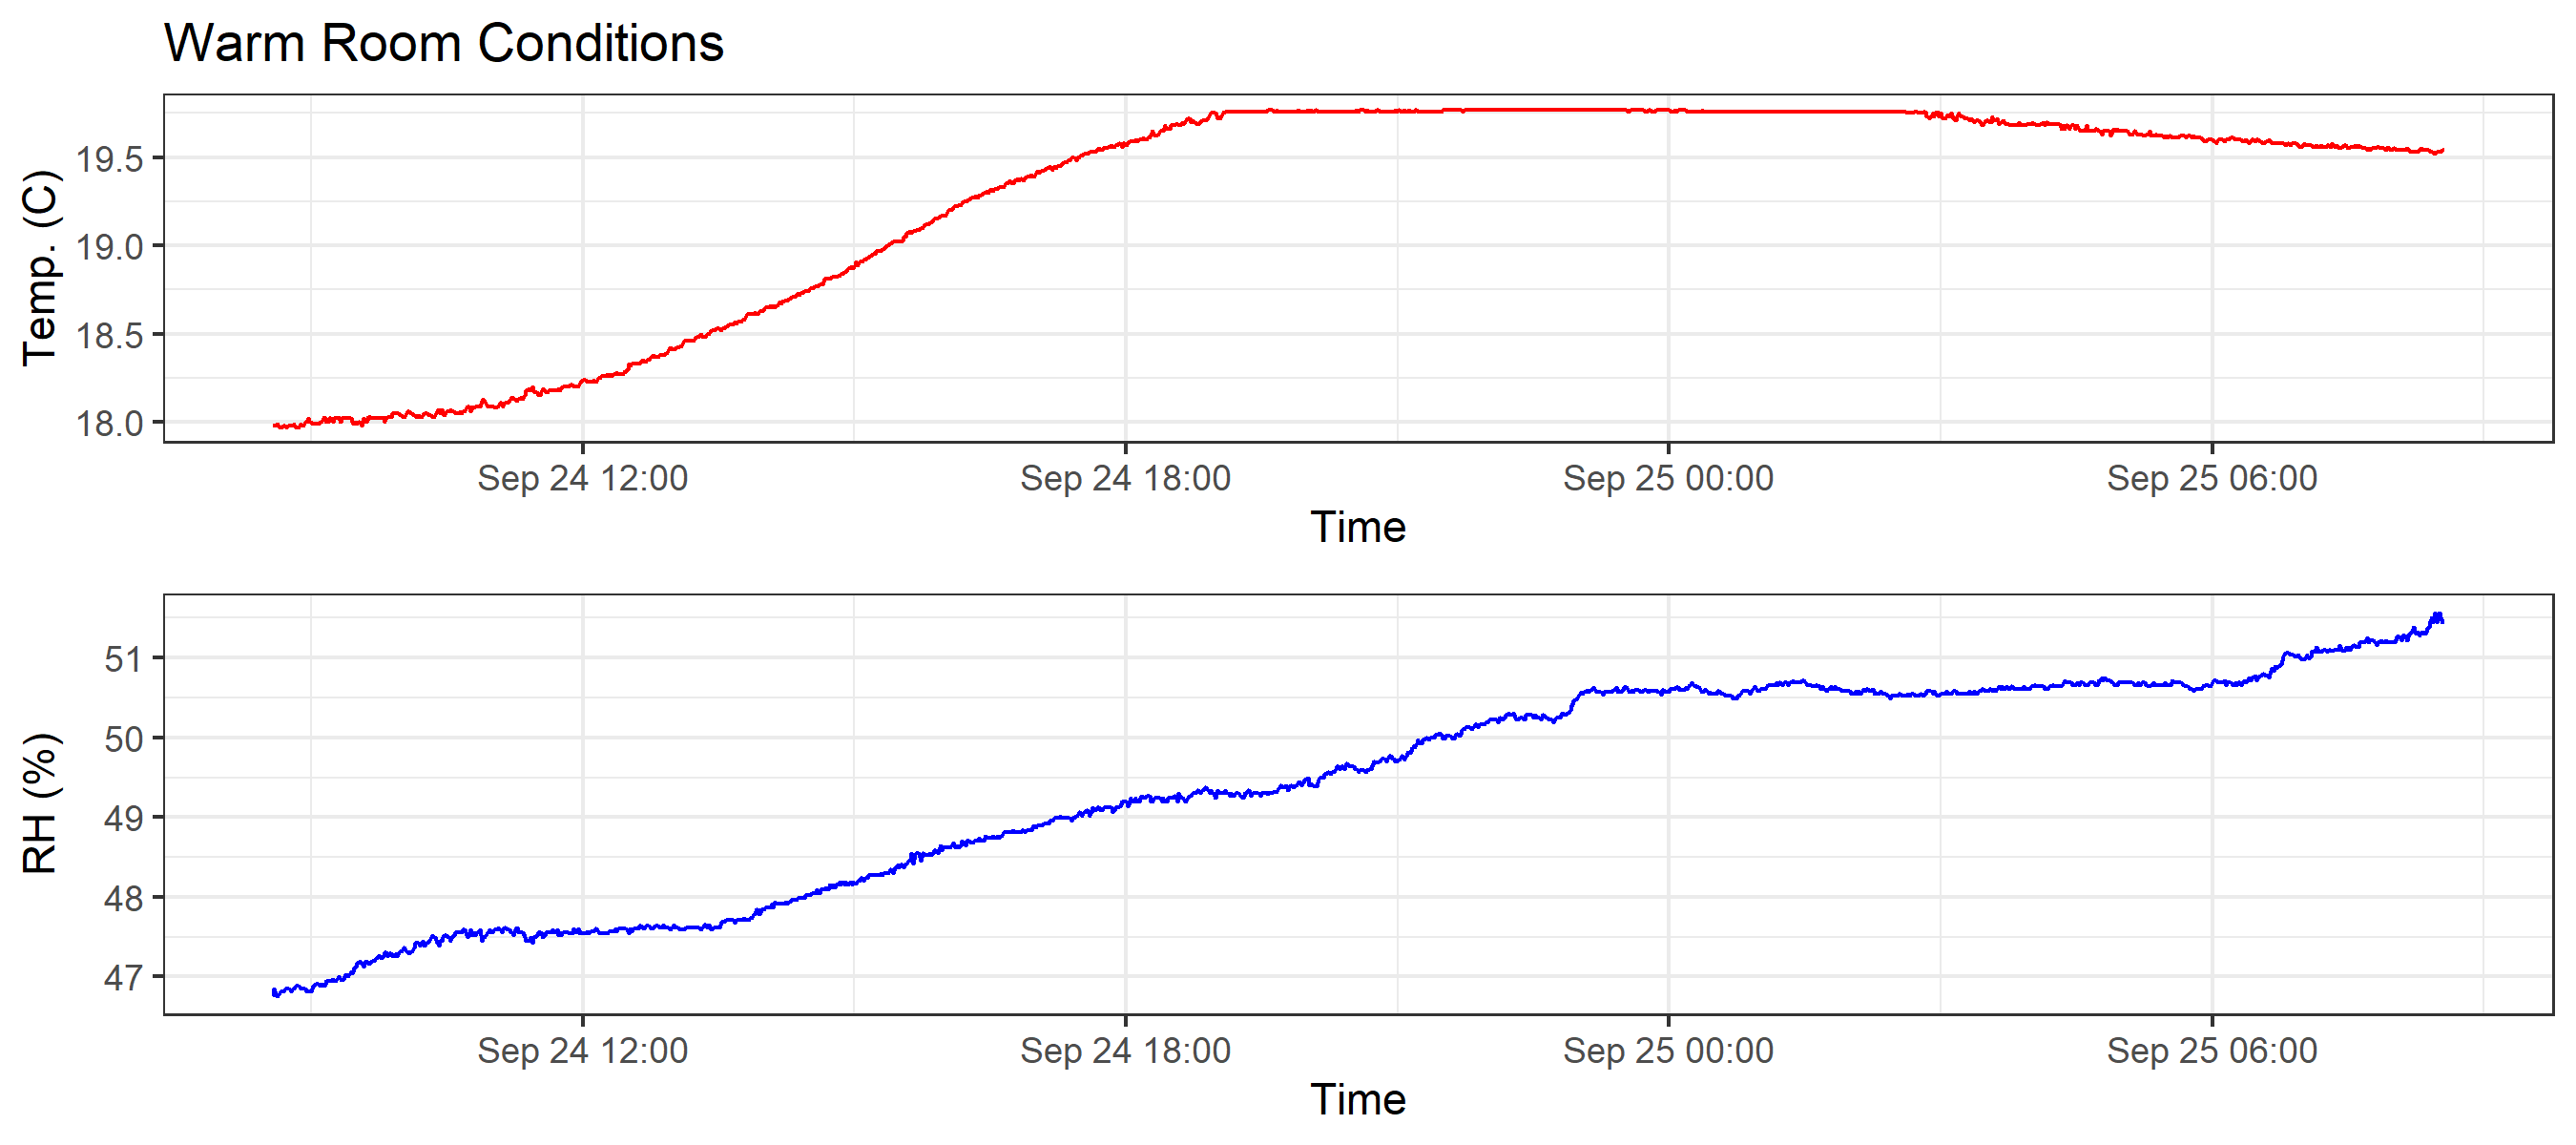 Warm Room Conditions
Temp. (C)
19.5
19.0
18.5
18.0
Sep 24 12:00 Sep 24 18:00 Sep 25 00:00 Sep 25 06:00
Time
RH (%)
51
50
49
48
47
Sep 24 12:00 Sep 24 18:00 Sep 25 00:00 Sep 25 06:00
Time